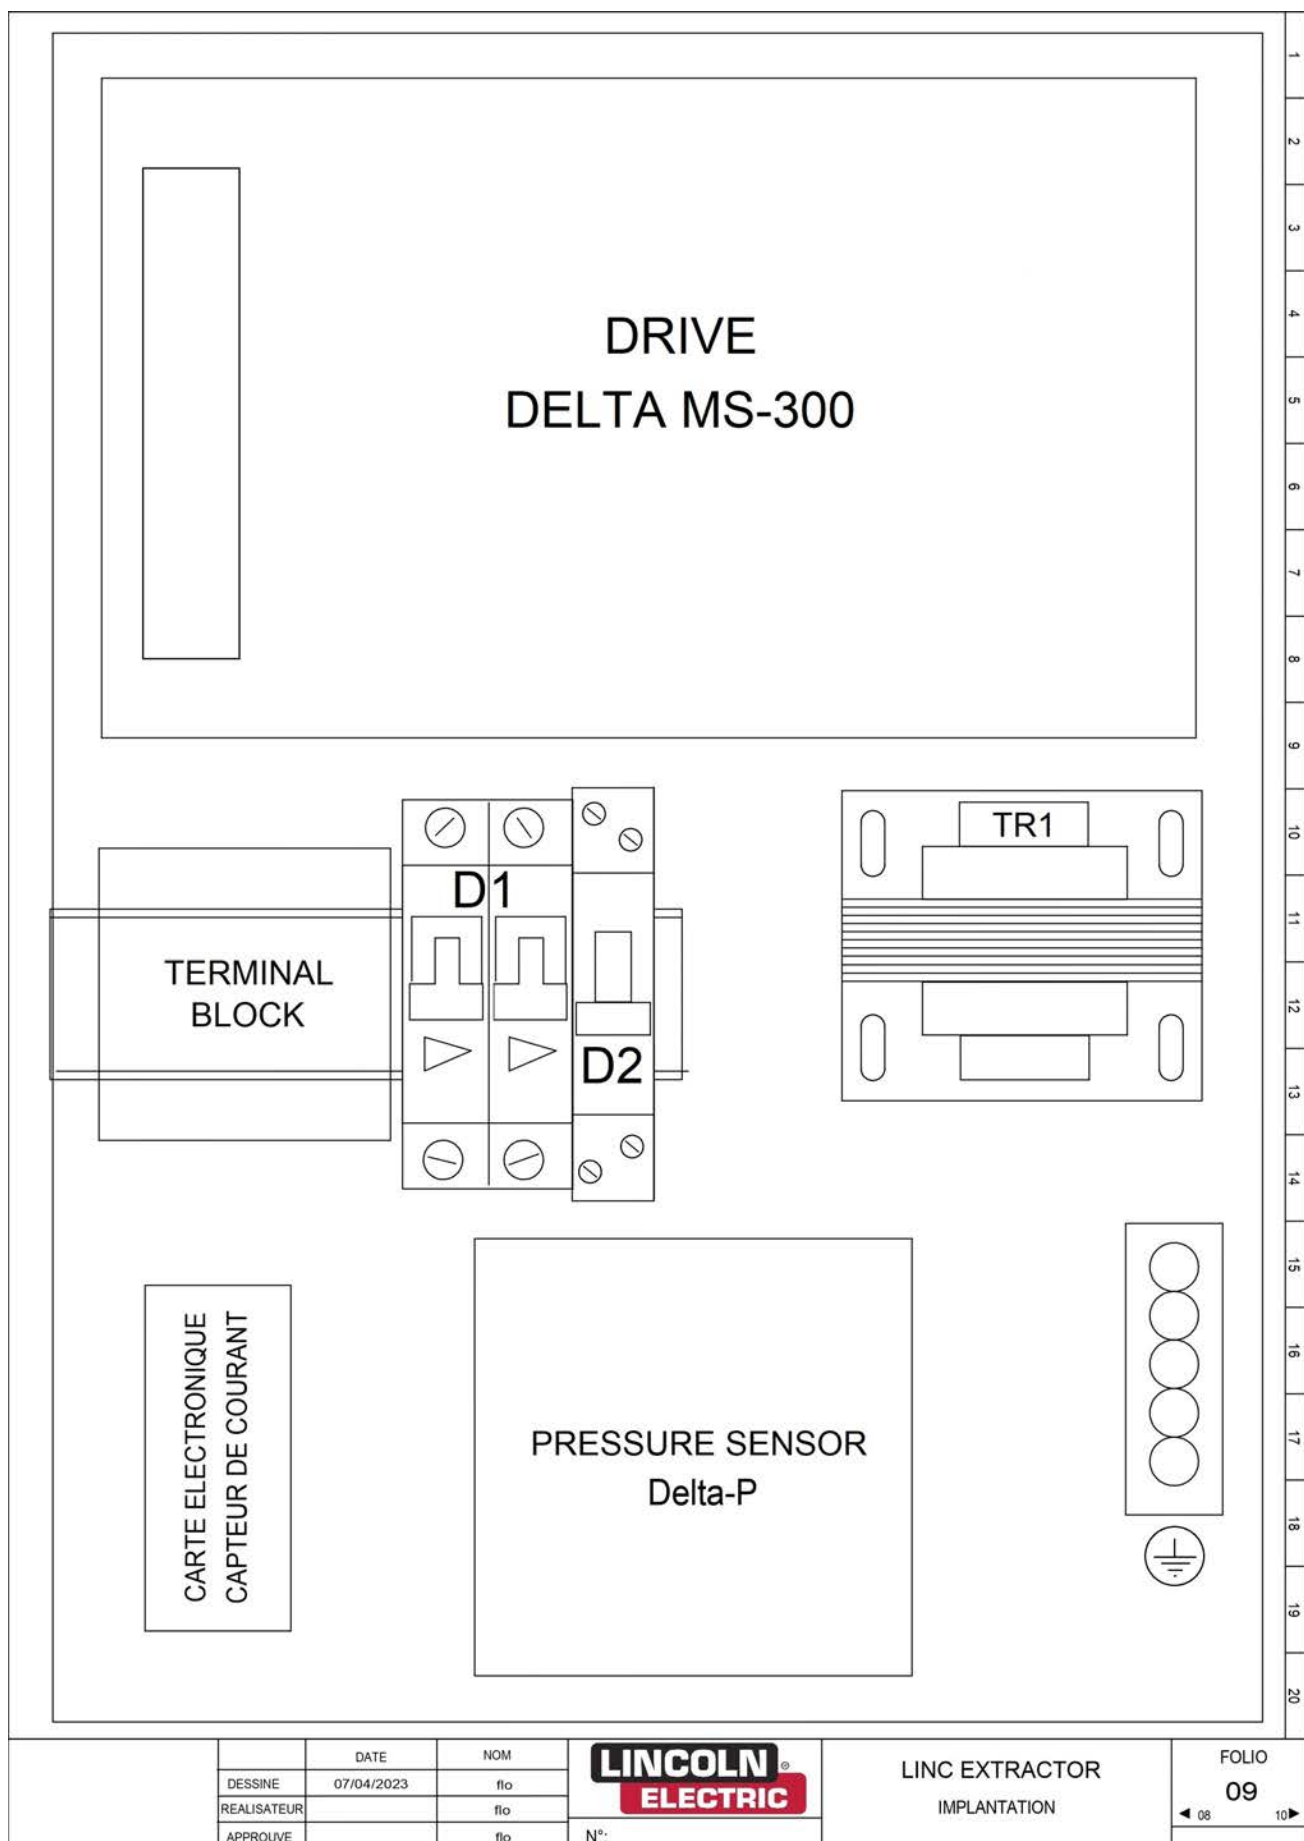 1
2
3
4
5
6
7
8
9
10
11
12
13
14
15
16
17
18
19
20
DRIVE
DELTA MS-300
TR1
D1
TERMINAL
BLOCK
D2
CARTE ELECTRONIQUE
CAPTEUR DE COURANT
PRESSURE SENSOR
Delta-P
DATE
NOM
DESSINE
07/04/2023
flo
REALISATEUR
flo
APPROUVE
flo
LINCOLN ®
ELECTRIC
N°:
LINC EXTRACTOR
IMPLANTATION
FOLIO
09
08
10